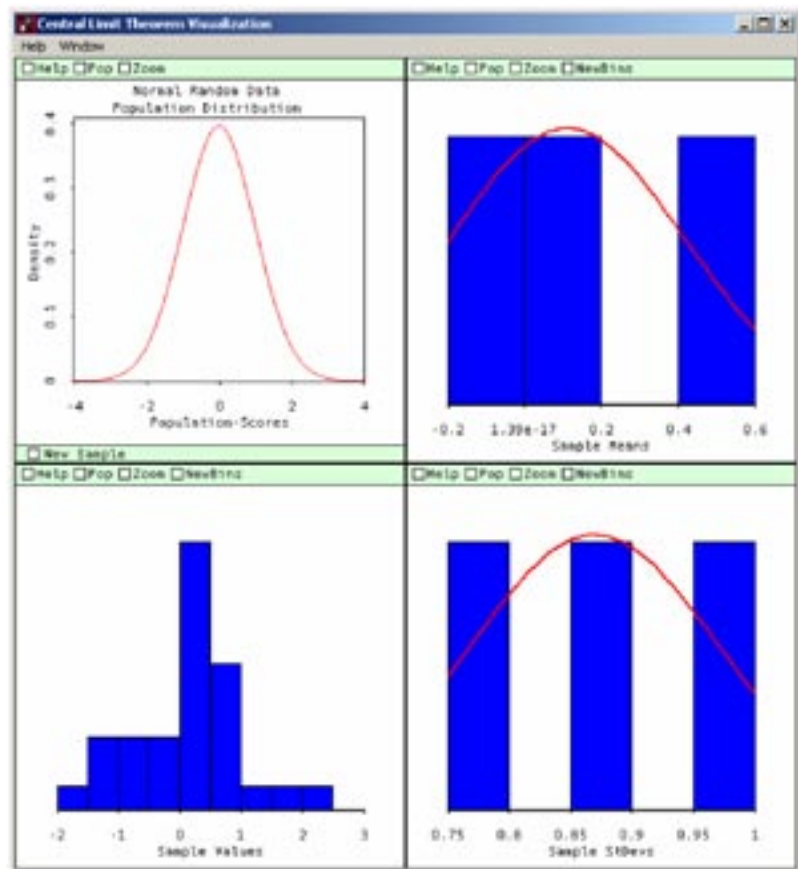 Central Limit Theorem Visualization
Help Window
Help Pop Zoom
Normal Random Data
Population Distribution
Density
0 0.1 0.2 0.3 0.4
-4 -2 0 2 4
Population-Scores
New Sample
Help Pop Zoom NewBins
-0.2 1.39e-17 0.2 0.4 0.6
Sample Means
Help Pop Zoom NewBins
-2 -1 0 1 2 3
Sample Values
Help Pop Zoom NewBins
0.75 0.8 0.85 0.9 0.95 1
Sample StDevs